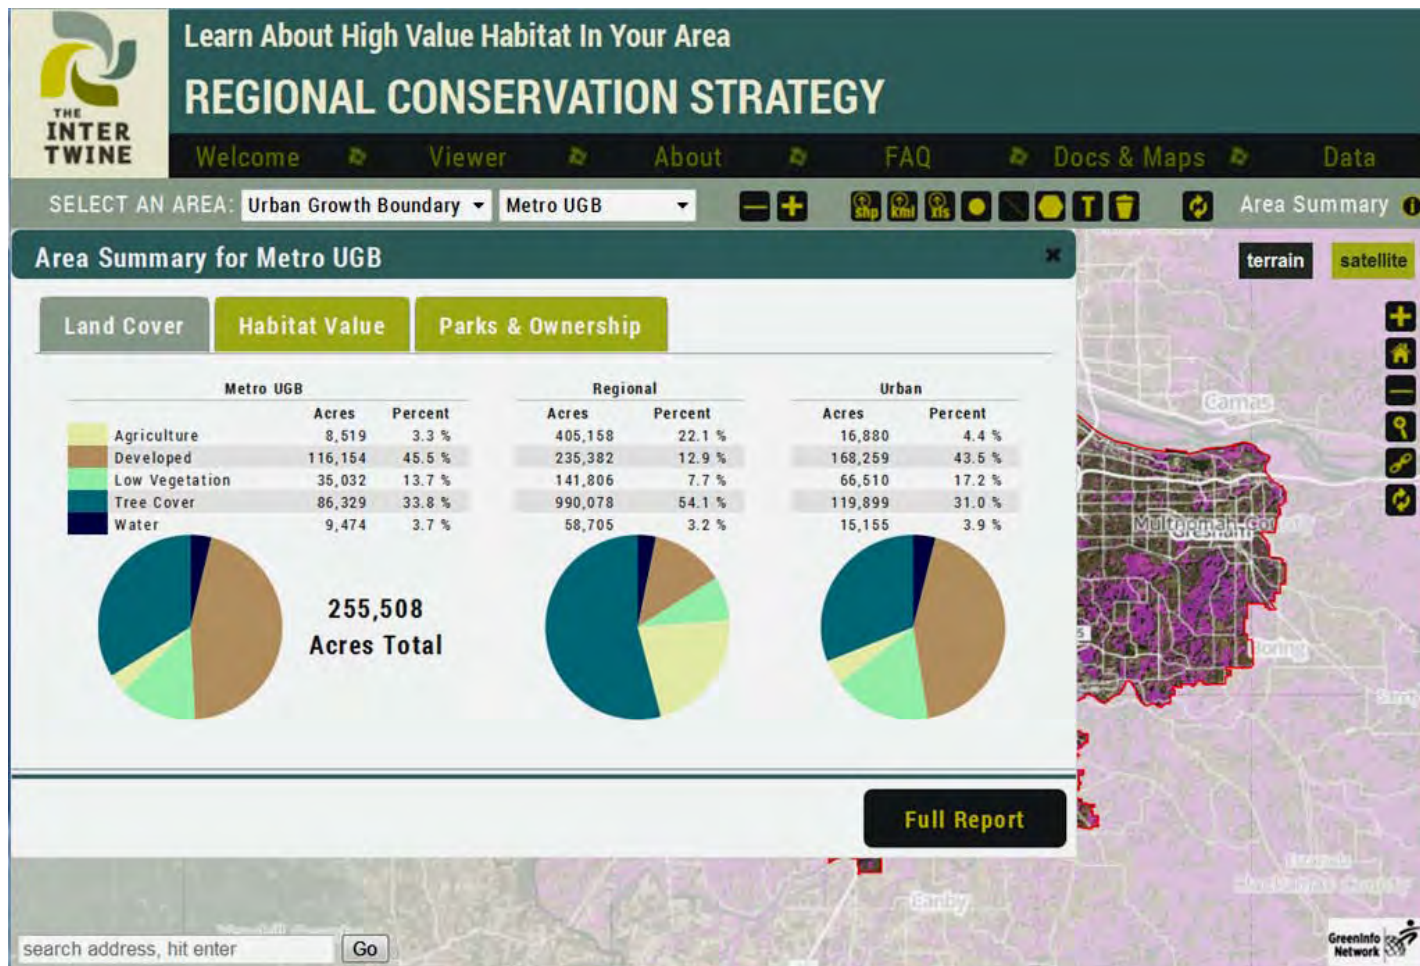 Learn About High Value Habitat In Your Area
REGIONAL CONSERVATION STRATEGY
THE
INTER
TWINE
Welcome Viewer About FAQ Docs & Maps Data
SELECT AN AREA: Urban Growth Boundary Metro UGB shp kml xls T Area Summary i
Area Summary for Metro UGB
terrain satellite
Land Cover Habitat Value Parks & Ownership
Metro UGB Regional Urban
Acres Percent Acres Percent Acres Percent
Agriculture 8,519 3.3 % 405,158 22.1 % 16,880 4.4 %
Developed 116,154 45.5 % 235,382 12.9 % 168,259 43.5 %
Low Vegetation 35,032 13.7 % 141,806 7.7 % 66,510 17.2 %
Tree Cover 86,329 33.8 % 990,078 54.1 % 119,899 31.0 %
Water 9,474 3.7 % 58,705 3.2 % 15,155 3.9 %
255,508
Acres Total
Camas
Gresham
Boring
Full Report
Canby
search address, hit enter Go
GreenInfo
Network